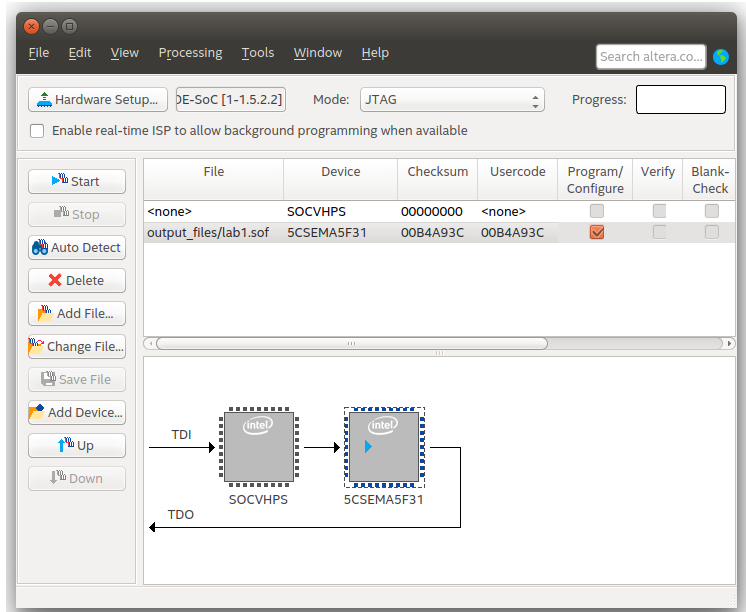 File Edit View Processing Tools Window Help
Search altera.co...
Hardware Setup... DE-SoC [1-1.5.2.2] Mode: JTAG Progress:
Enable real-time ISP to allow background programming when available
Start
Stop
Auto Detect
Delete
Add File...
Change File...
Save File
Add Device...
Up
Down
File Device Checksum Usercode Program/ Verify Blank-
Configure Check
<none> SOCVHPS 00000000 <none>
output_files/lab1.sof 5CSEMA5F31 00B4A93C 00B4A93C
intel intel
TDI
SOCVHPS 5CSEMA5F31
TDO